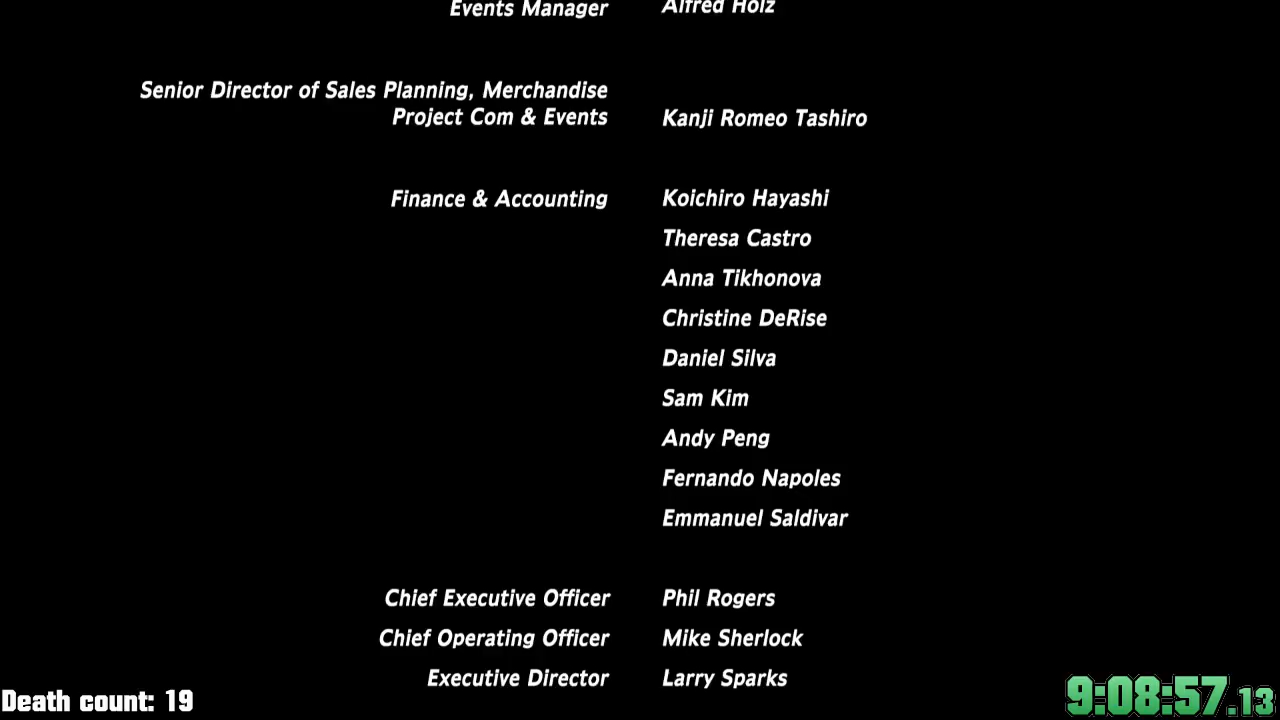 Events Manager Alfred Holz
Senior Director of Sales Planning, Merchandise
Project Com & Events Kanji Romeo Tashiro
Finance & Accounting Koichiro Hayashi
Theresa Castro
Anna Tikhonova
Christine DeRise
Daniel Silva
Sam Kim
Andy Peng
Fernando Napoles
Emmanuel Saldivar
Chief Executive Officer Phil Rogers
Chief Operating Officer Mike Sherlock
Executive Director Larry Sparks
Death count: 19 9:08:57.13